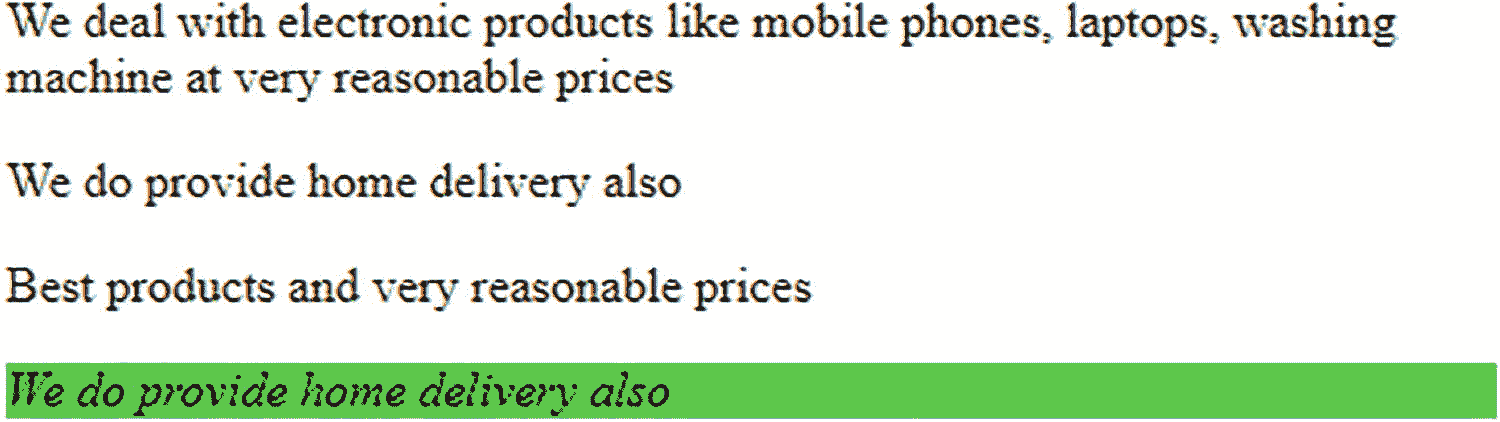 We deal with electronic products like mobile phones, laptops, washing
machine at very reasonable prices
We do provide home delivery also
Best products and very reasonable prices
We do provide home delivery also